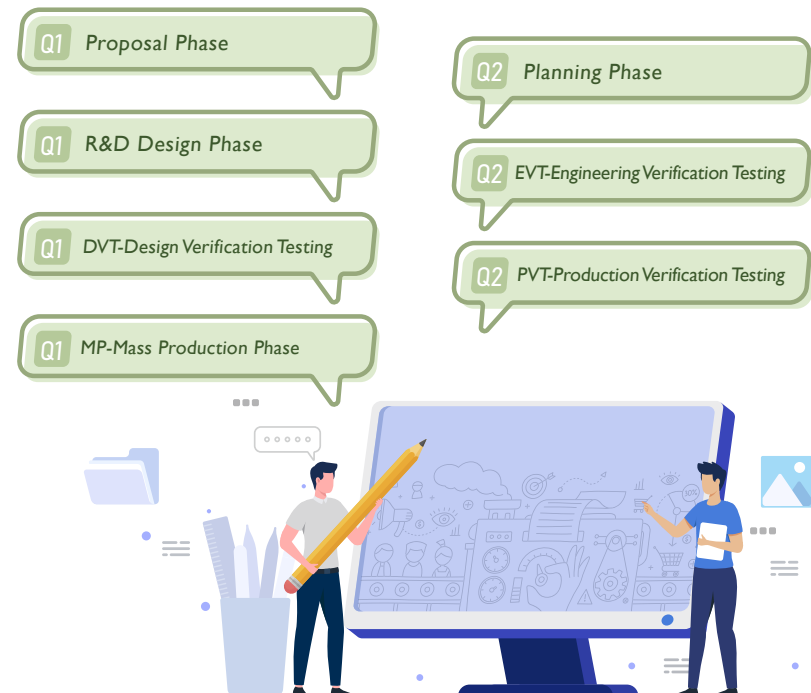 Q1 Proposal Phase
Q2 Planning Phase
Q1 R&D Design Phase
Q2 EVT-Engineering Verification Testing
Q1 DVT-Design Verification Testing
Q2 PVT-Production Verification Testing
Q1 MP-Mass Production Phase
30%